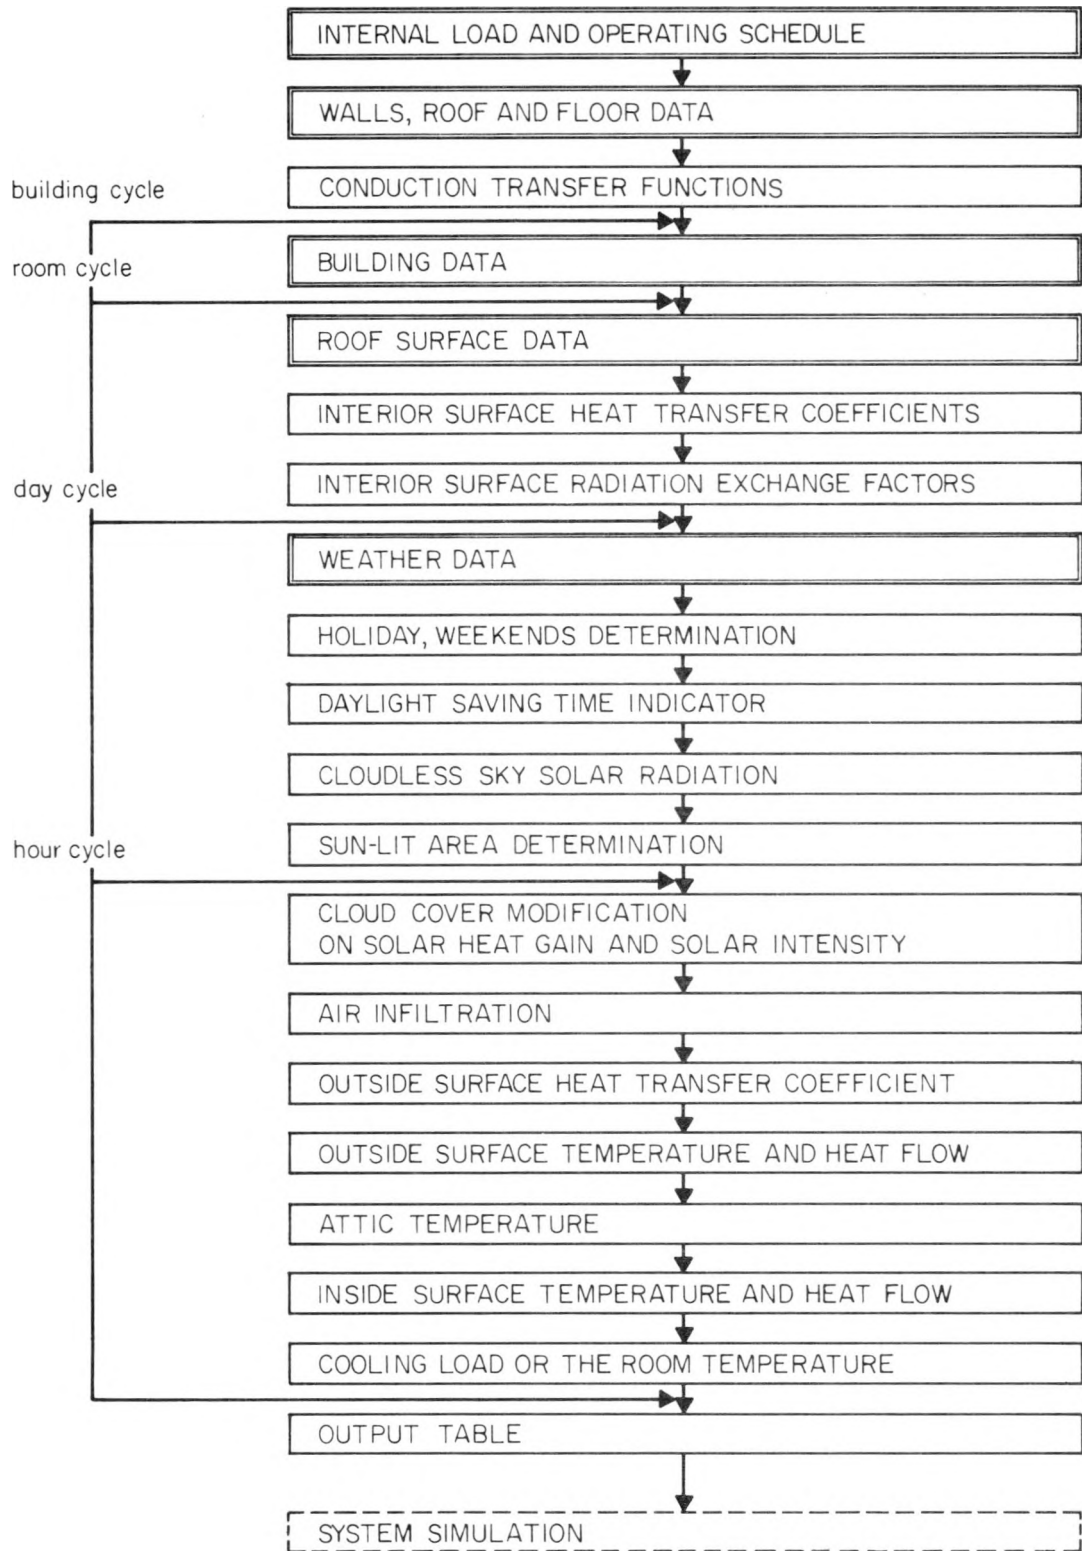 INTERNAL LOAD AND OPERATING SCHEDULE
WALLS, ROOF AND FLOOR DATA
building cycle
CONDUCTION TRANSFER FUNCTIONS
room cycle
BUILDING DATA
ROOF SURFACE DATA
INTERIOR SURFACE HEAT TRANSFER COEFFICIENTS
day cycle
INTERIOR SURFACE RADIATION EXCHANGE FACTORS
WEATHER DATA
HOLIDAY, WEEKENDS DETERMINATION
DAYLIGHT SAVING TIME INDICATOR
CLOUDLESS SKY SOLAR RADIATION
hour cycle
SUN-LIT AREA DETERMINATION
CLOUD COVER MODIFICATION
ON SOLAR HEAT GAIN AND SOLAR INTENSITY
AIR INFILTRATION
OUTSIDE SURFACE HEAT TRANSFER COEFFICIENT
OUTSIDE SURFACE TEMPERATURE AND HEAT FLOW
ATTIC TEMPERATURE
INSIDE SURFACE TEMPERATURE AND HEAT FLOW
COOLING LOAD OR THE ROOM TEMPERATURE
OUTPUT TABLE
SYSTEM SIMULATION